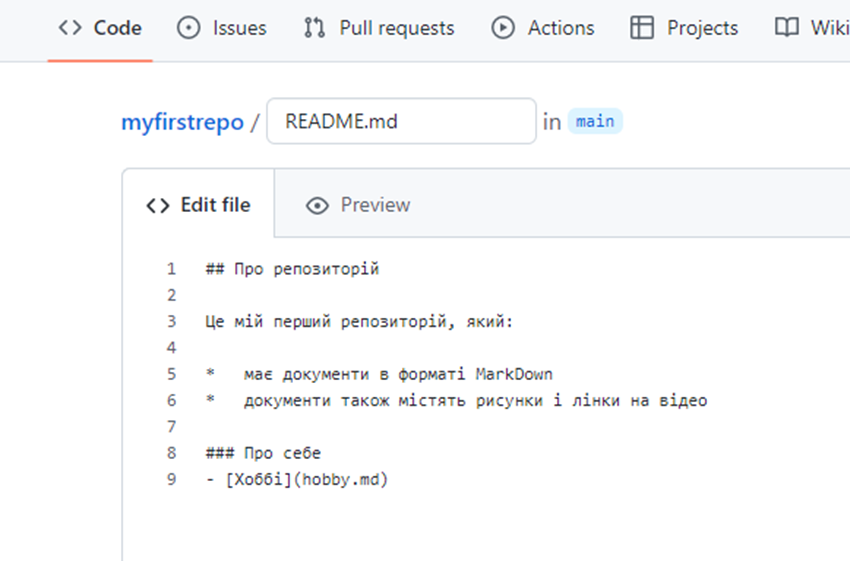 Code Issues Pull requests Actions Projects Wiki
myfirstrepo / README.md in main
Edit file Preview
1 ## Про репозиторій
2
3 Це мій перший репозиторій, який:
4
5 *   має документи в форматі MarkDown
6 *   документи також містять рисунки і лінки на відео
7
8 ### Про себе
9 - [Хоббі](hobby.md)